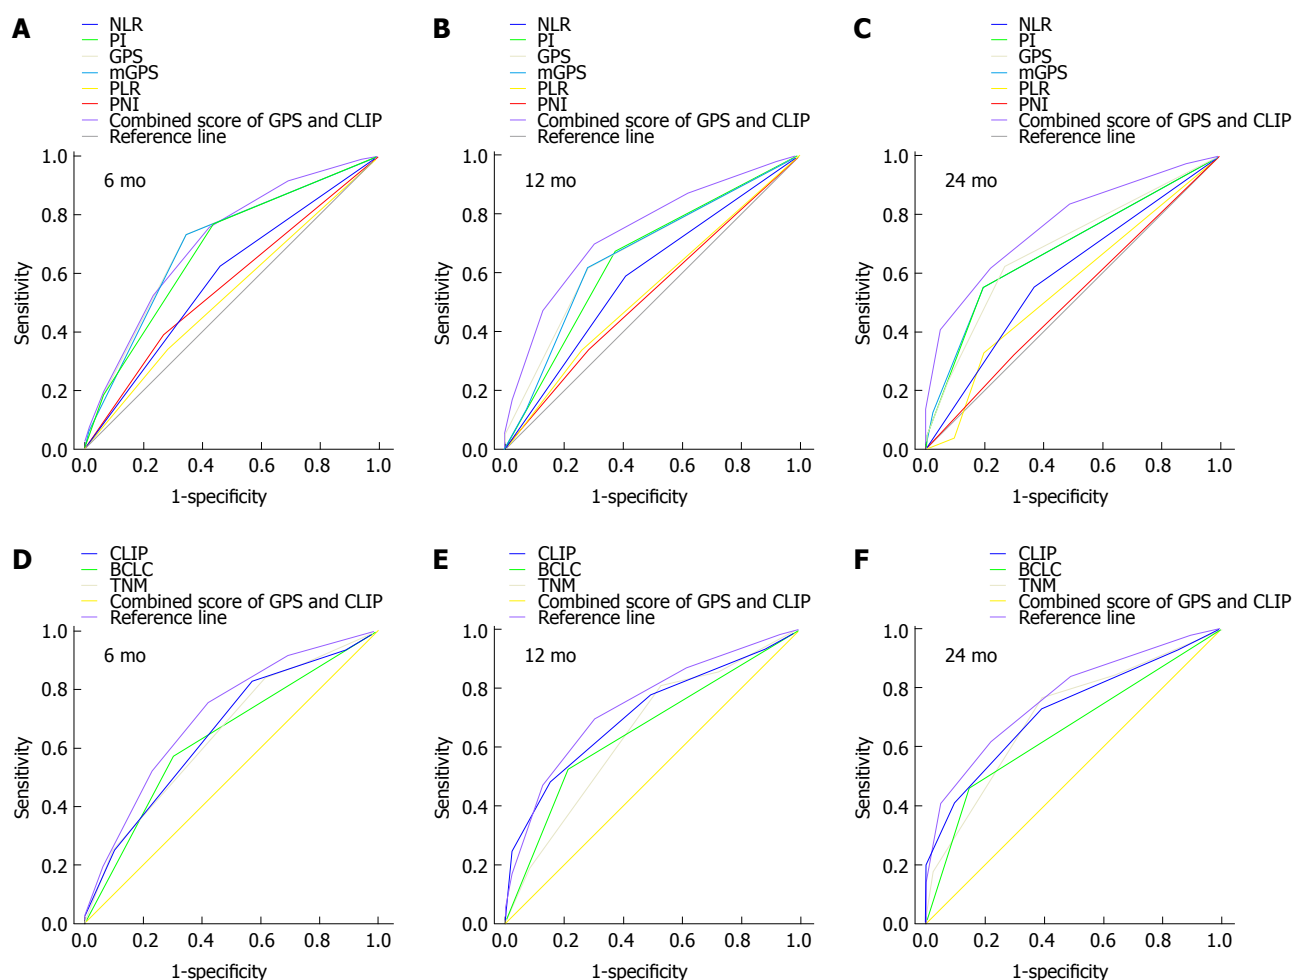 A
NLR
PI
GPS
mGPS
PLR
PNI
Combined score of GPS and CLIP
Reference line
1.0
6 mo
0.8
0.6
0.4
0.2
0.0
Sensitivity
0.0 0.2 0.4 0.6 0.8 1.0
1-specificity
B
NLR
PI
GPS
mGPS
PLR
PNI
Combined score of GPS and CLIP
Reference line
1.0
12 mo
0.8
0.6
0.4
0.2
0.0
Sensitivity
0.0 0.2 0.4 0.6 0.8 1.0
1-specificity
C
NLR
PI
GPS
mGPS
PLR
PNI
Combined score of GPS and CLIP
Reference line
1.0
24 mo
0.8
0.6
0.4
0.2
0.0
Sensitivity
0.0 0.2 0.4 0.6 0.8 1.0
1-specificity
D
CLIP
BCLC
TNM
Combined score of GPS and CLIP
Reference line
1.0
6 mo
0.8
0.6
0.4
0.2
0.0
Sensitivity
0.0 0.2 0.4 0.6 0.8 1.0
1-specificity
E
CLIP
BCLC
TNM
Combined score of GPS and CLIP
Reference line
1.0
12 mo
0.8
0.6
0.4
0.2
0.0
Sensitivity
0.0 0.2 0.4 0.6 0.8 1.0
1-specificity
F
CLIP
BCLC
TNM
Combined score of GPS and CLIP
Reference line
1.0
24 mo
0.8
0.6
0.4
0.2
0.0
Sensitivity
0.0 0.2 0.4 0.6 0.8 1.0
1-specificity